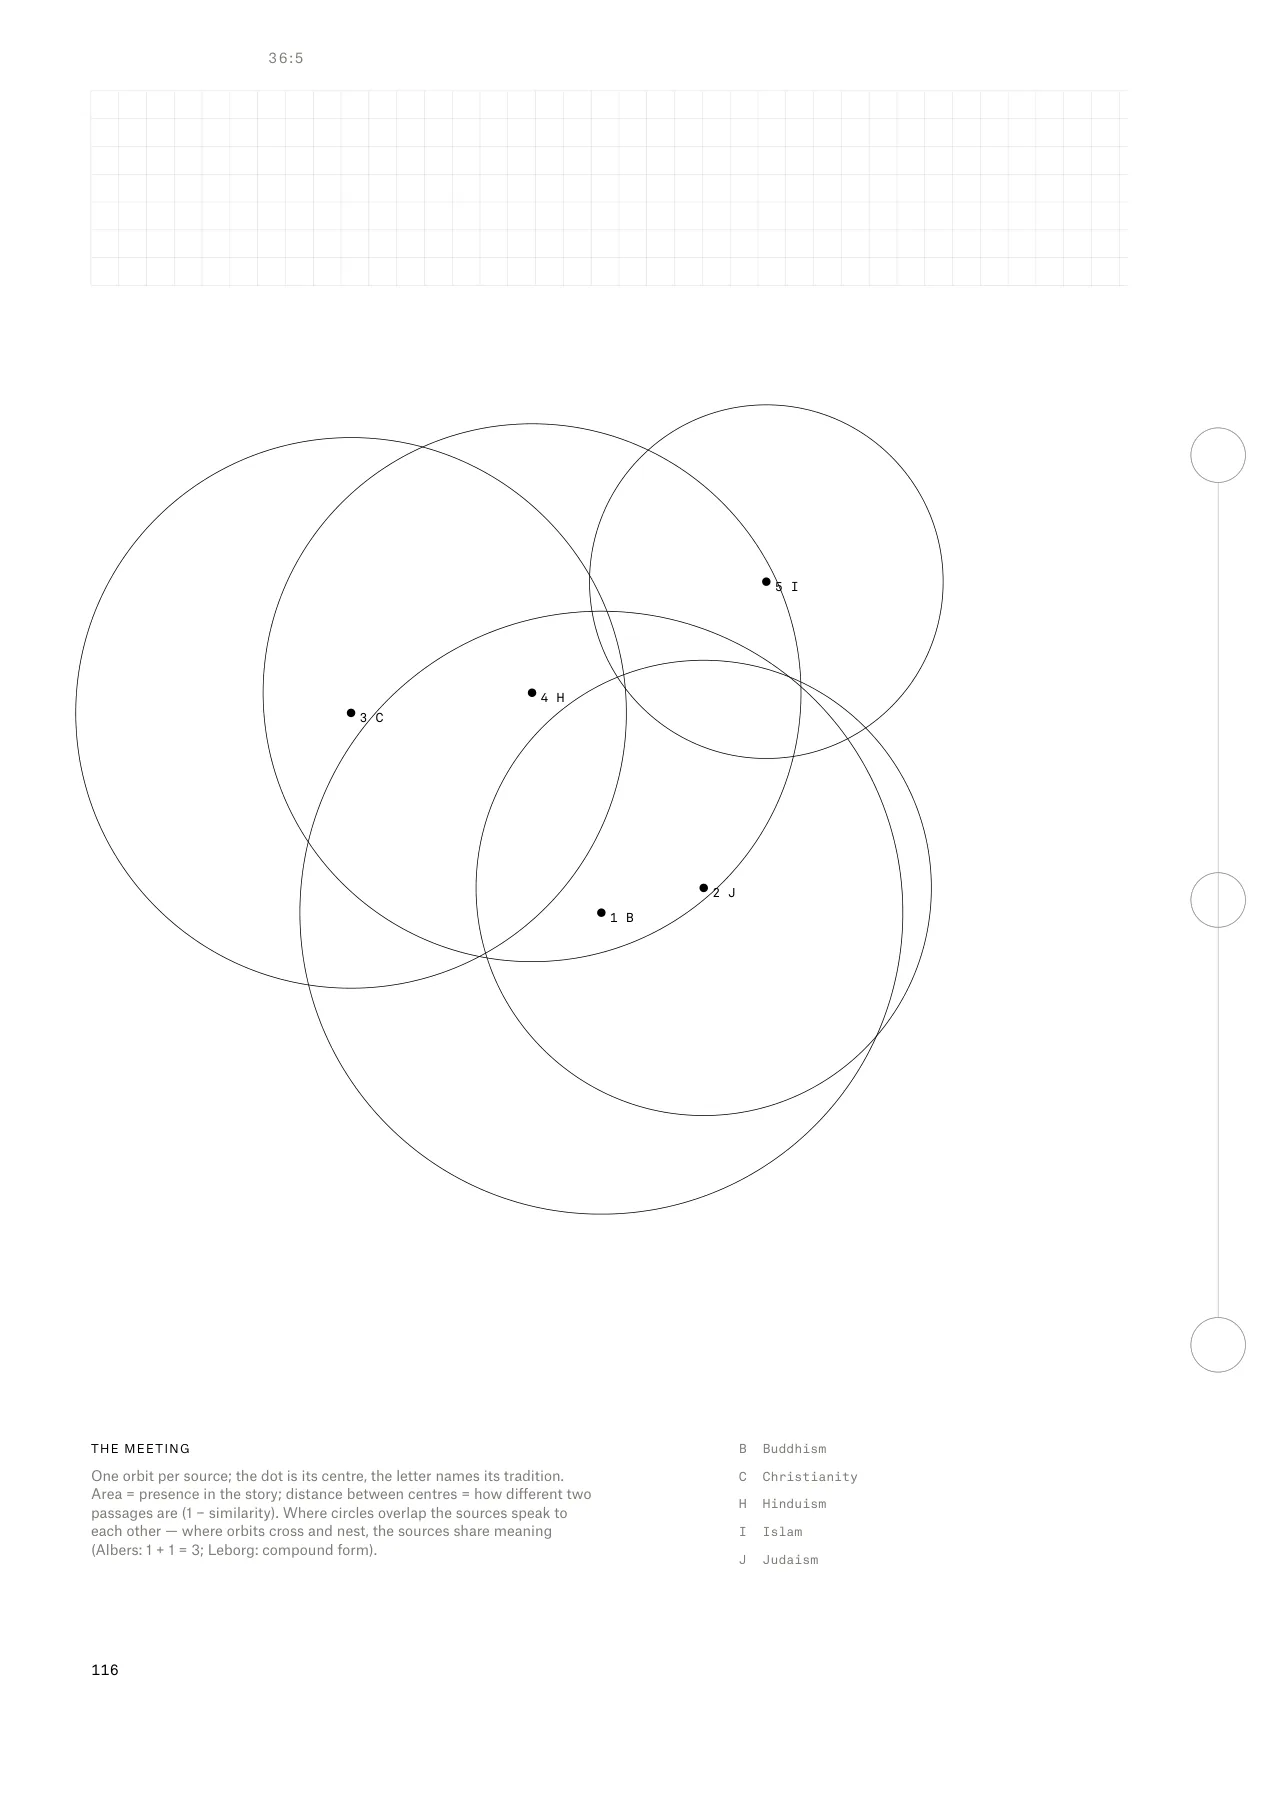 36:5
5 I
4 H
3 C
2 J
1 B
THE MEETING
One orbit per source; the dot is its centre, the letter names its tradition.
Area = presence in the story; distance between centres = how different two
passages are (1 − similarity). Where circles overlap the sources speak to
each other — where orbits cross and nest, the sources share meaning
(Albers: 1 + 1 = 3; Leborg: compound form).
B Buddhism
C Christianity
H Hinduism
I Islam
J Judaism
116